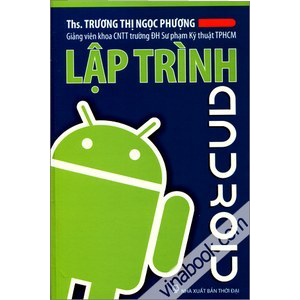 Ths. TRƯƠNG THỊ NGỌC PHƯỢNG
Giảng viên khoa CNTT trường ĐH Sư phạm Kỹ thuật TPHCM
LẬP TRÌNH
ANDROID
NHÀ XUẤT BẢN THỜI ĐẠI
vinabook.com